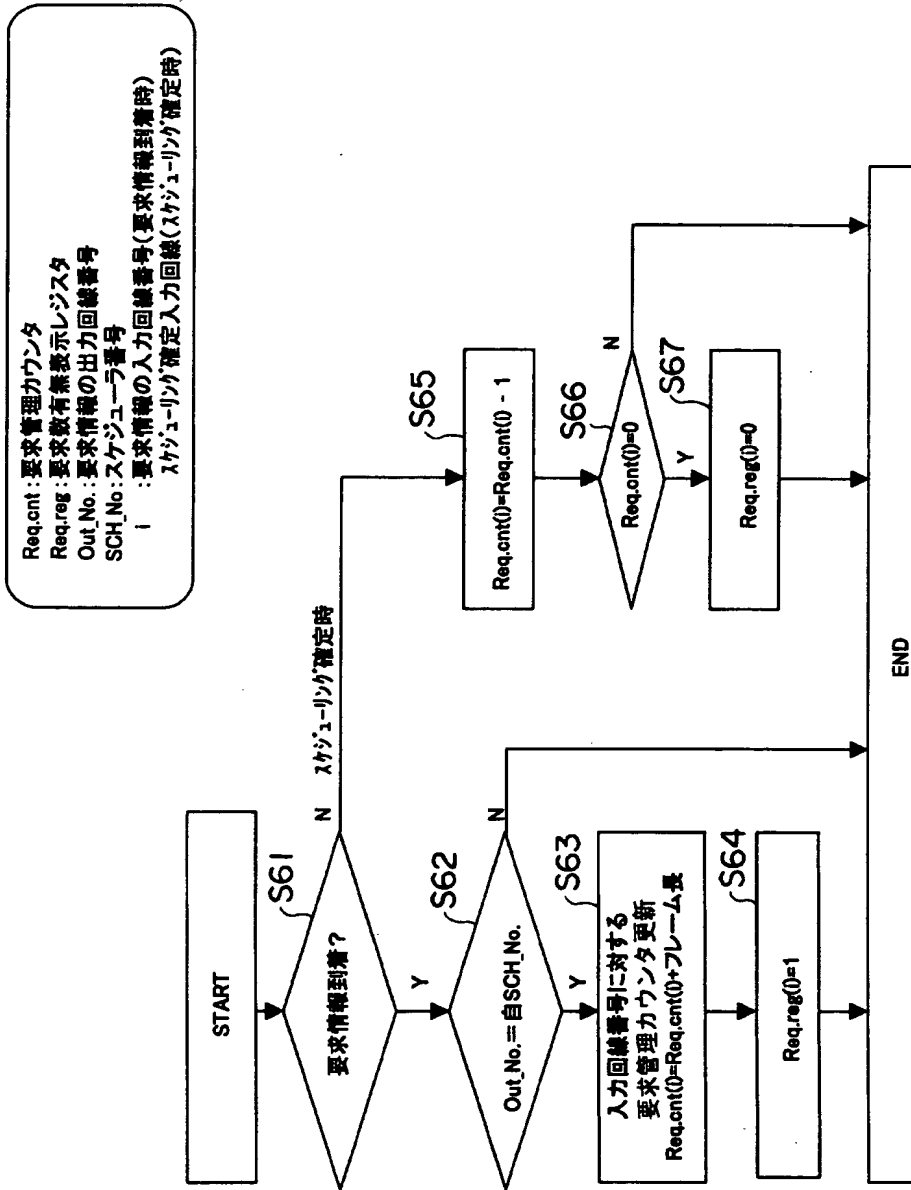 Req.cnt:要求管理カウンタ
Req.reg:要求数有無表示レジスタ
Out_No.:要求情報の出力回線番号
SCH_No:スケジューラ番号
i :要求情報の入力回線番号(要求情報到着時)
スケジューリング確定入力回線(スケジューリング確定時)
START
S61
要求情報到着?
N
スケジューリング確定時
Y
S62
Out_No.=自SCH_No.
N
Y
S63
入力回線番号に対する
要求管理カウンタ更新
Req.cnt(i)=Req.cnt(i)+フレーム長
S64
Req.reg(i)=1
S65
Req.cnt(i)=Req.cnt(i) - 1
S66
Req.cnt(i)=0
N
Y
S67
Req.reg(i)=0
END